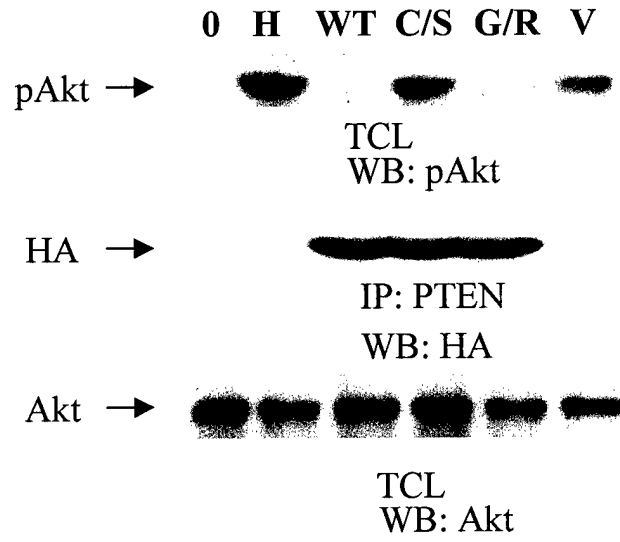 0 H WT C/S G/R V
pAkt
TCL
WB: pAkt
HA
IP: PTEN
WB: HA
Akt
TCL
WB: Akt